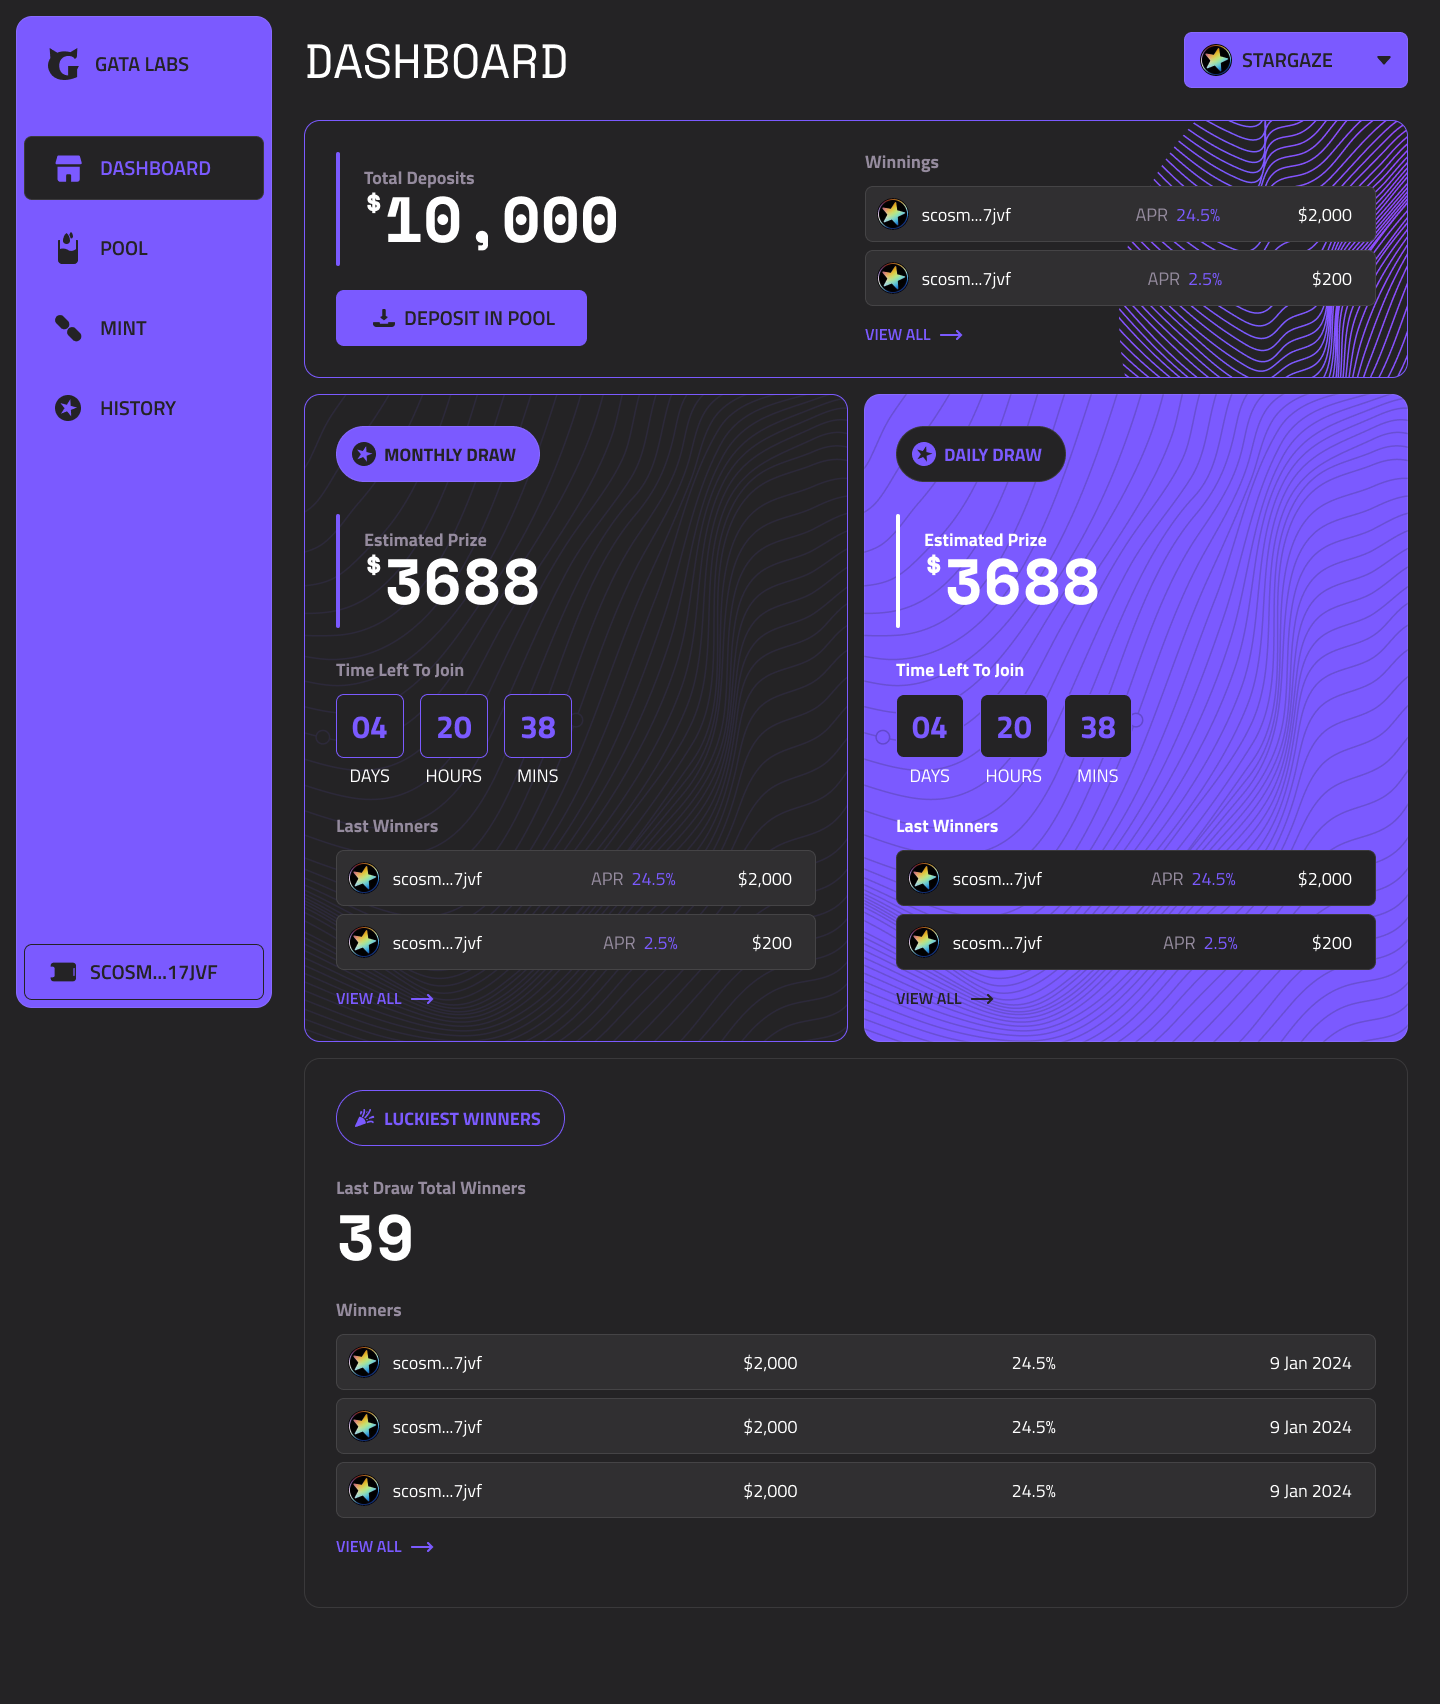 GATA LABS
DASHBOARD
POOL
MINT
HISTORY
SCOSM...17JVF
DASHBOARD
STARGAZE
Total Deposits
$10,000
DEPOSIT IN POOL
Winnings
scosm...7jvf APR 24.5% $2,000
scosm...7jvf APR 2.5% $200
VIEW ALL
MONTHLY DRAW
Estimated Prize
$3688
Time Left To Join
04 20 38
DAYS HOURS MINS
Last Winners
scosm...7jvf APR 24.5% $2,000
scosm...7jvf APR 2.5% $200
VIEW ALL
DAILY DRAW
Estimated Prize
$3688
Time Left To Join
04 20 38
DAYS HOURS MINS
Last Winners
scosm...7jvf APR 24.5% $2,000
scosm...7jvf APR 2.5% $200
VIEW ALL
LUCKIEST WINNERS
Last Draw Total Winners
39
Winners
scosm...7jvf $2,000 24.5% 9 Jan 2024
scosm...7jvf $2,000 24.5% 9 Jan 2024
scosm...7jvf $2,000 24.5% 9 Jan 2024
VIEW ALL